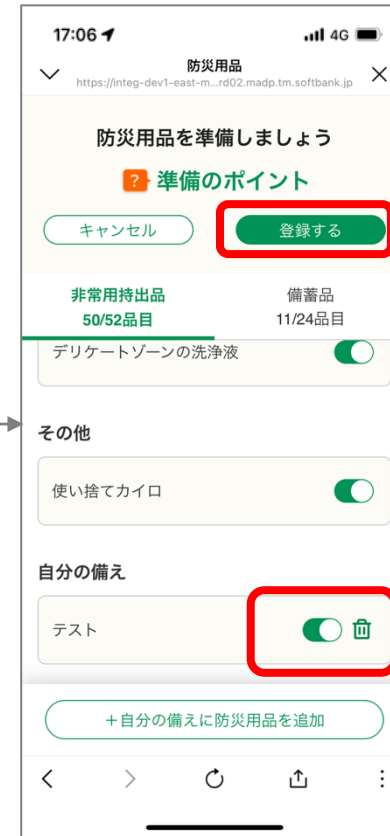 17:06
4G
防災用品
https://integ-dev1-east-m...rd02.madp.tm.softbank.jp
防災用品を準備しましょう
? 準備のポイント
キャンセル
登録する
非常用持出品
50/52品目
備蓄品
11/24品目
デリケートゾーンの洗浄液
その他
使い捨てカイロ
自分の備え
テスト
+自分の備えに防災用品を追加